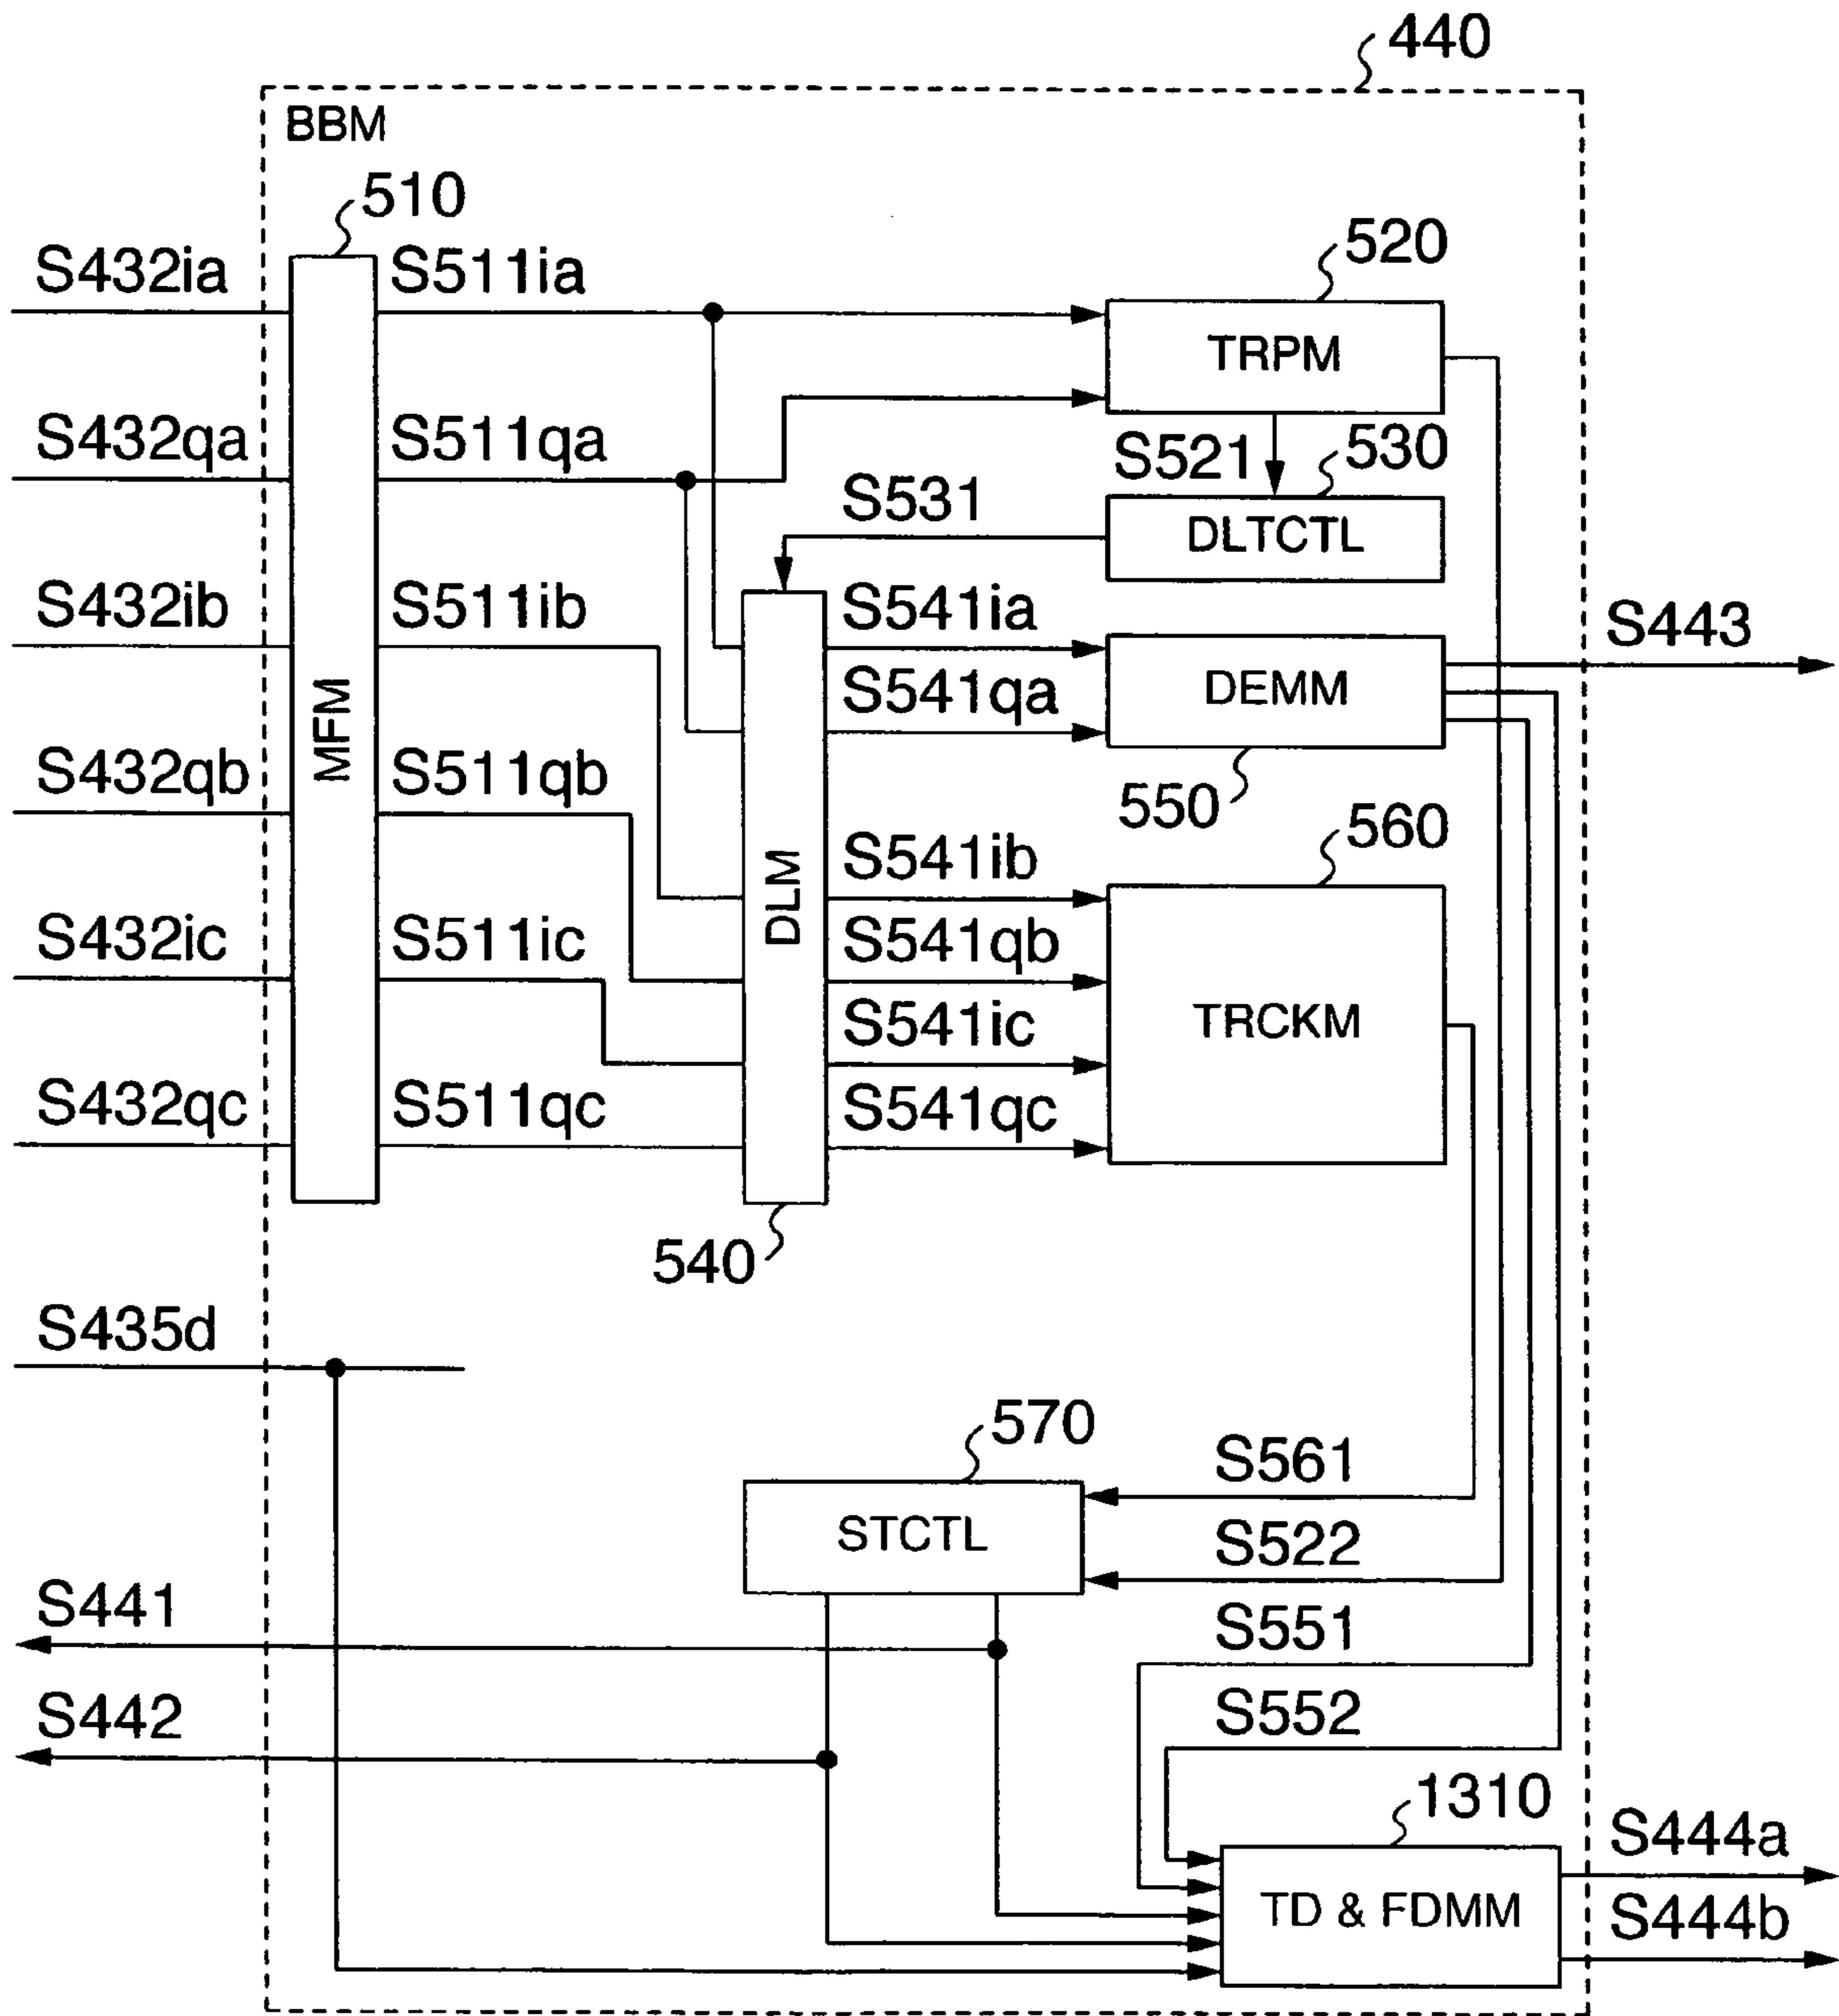 440
BBM
510
S432ia
S511ia
520
TRPM
S432qa
S511qa
S521
530
S531
DLTCTL
S432ib
S511ib
S541ia
S443
MFM
DEMM
S541qa
S432qb
S511qb
550
560
DLM
S541ib
S432ic
S511ic
S541qb
TRCKM
S541ic
S432qc
S511qc
S541qc
540
S435d
570
S561
STCTL
S522
S441
S551
S442
S552
1310
S444a
TD & FDMM
S444b